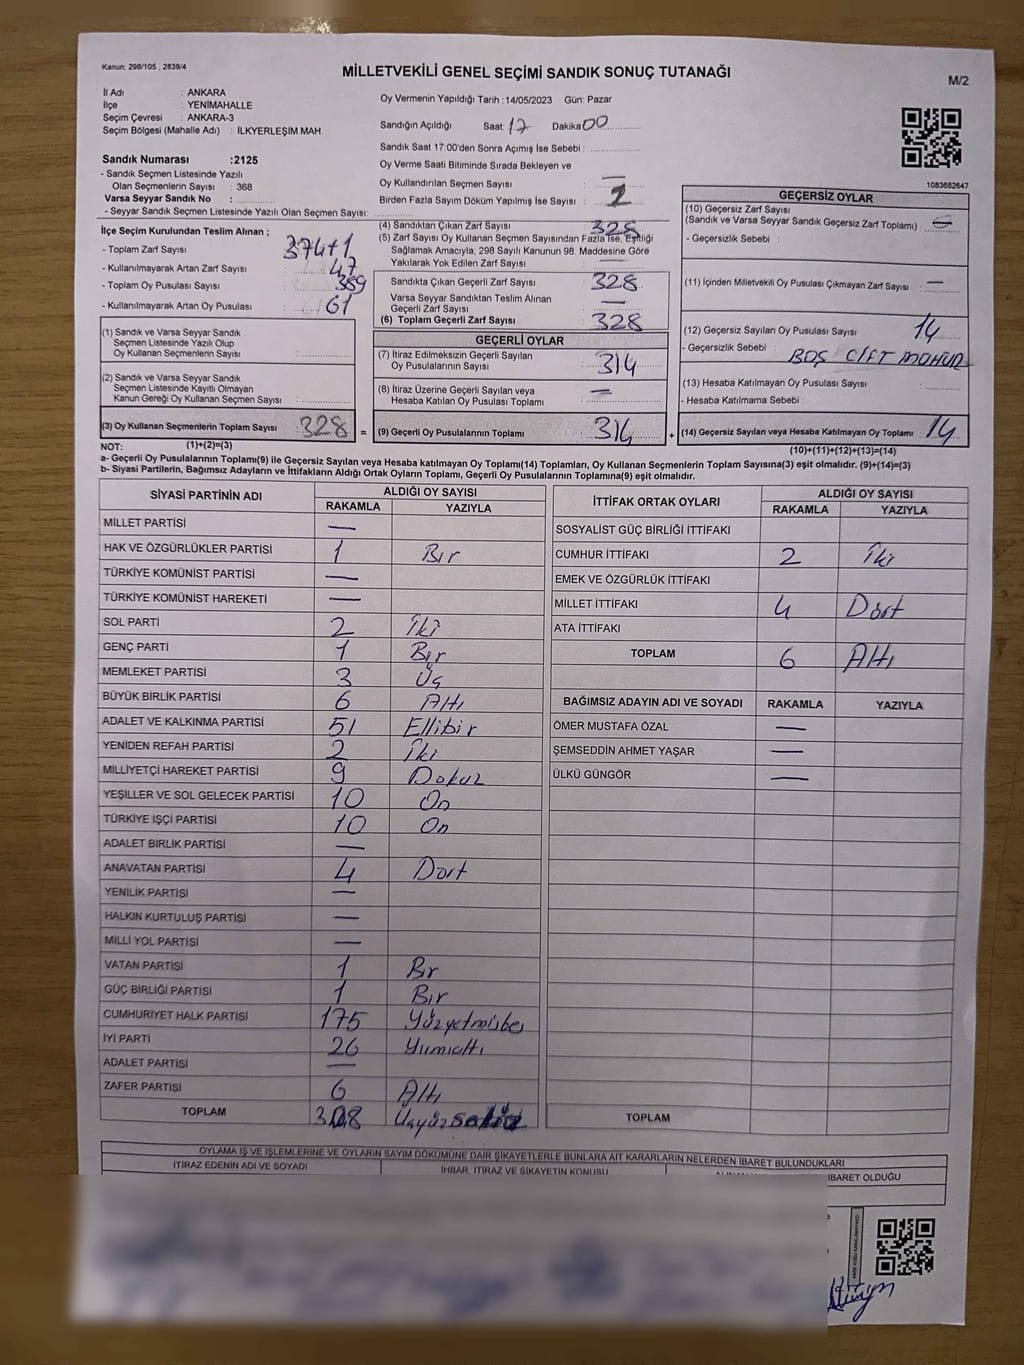 Kanun: 298/105 , 2839/4
MİLLETVEKİLİ GENEL SEÇİMİ SANDIK SONUÇ TUTANAĞI
M/2
İl Adı : ANKARA
İlçe : YENİMAHALLE
Seçim Çevresi : ANKARA-3
Seçim Bölgesi (Mahalle Adı) : İLKYERLEŞİM MAH.
Sandık Numarası :2125
- Sandık Seçmen Listesinde Yazılı
Olan Seçmenlerin Sayısı : 368
Varsa Seyyar Sandık No :
- Seyyar Sandık Seçmen Listesinde Yazılı Olan Seçmen Sayısı:
Oy Vermenin Yapıldığı Tarih :14/05/2023 Gün: Pazar
Sandığın Açıldığı Saat: 17 Dakika 00
Sandık Saat 17:00'den Sonra Açımış İse Sebebi :
Oy Verme Saati Bitiminde Sırada Bekleyen ve
Oy Kullandırılan Seçmen Sayısı : —
Birden Fazla Sayım Döküm Yapılmış İse Sayısı : 2
1083682647
İlçe Seçim Kurulundan Teslim Alınan ;
- Toplam Zarf Sayısı : 374+1
- Kullanılmayarak Artan Zarf Sayısı : 47
- Toplam Oy Pusulası Sayısı : 389
- Kullanılmayarak Artan Oy Pusulası : 61
(1) Sandık ve Varsa Seyyar Sandık
Seçmen Listesinde Yazılı Olup
Oy Kullanan Seçmenlerin Sayısı :
(2) Sandık ve Varsa Seyyar Sandık
Seçmen Listesinde Kayıtlı Olmayan
Kanun Gereği Oy Kullanan Seçmen Sayısı :
(3) Oy Kullanan Seçmenlerin Toplam Sayısı : 328 =
(1)+(2)=(3)
(4) Sandıktan Çıkan Zarf Sayısı : 328
(5) Zarf Sayısı Oy Kullanan Seçmen Sayısından Fazla İse, Eşitliği
Sağlamak Amacıyla, 298 Sayılı Kanunun 98. Maddesine Göre
Yakılarak Yok Edilen Zarf Sayısı : —
Sandıkta Çıkan Geçerli Zarf Sayısı : 328
Varsa Seyyar Sandıktan Teslim Alınan
Geçerli Zarf Sayısı : —
(6) Toplam Geçerli Zarf Sayısı : 328
GEÇERLİ OYLAR
(7) İtiraz Edilmeksizin Geçerli Sayılan
Oy Pusulalarının Sayısı : 314
(8) İtiraz Üzerine Geçerli Sayılan veya
Hesaba Katılan Oy Pusulası Toplamı : —
(9) Geçerli Oy Pusulalarının Toplamı : 314 +
GEÇERSİZ OYLAR
(10) Geçersiz Zarf Sayısı
(Sandık ve Varsa Seyyar Sandık Geçersiz Zarf Toplamı) :
- Geçersizlik Sebebi :
(11) İçinden Milletvekili Oy Pusulası Çıkmayan Zarf Sayısı : —
(12) Geçersiz Sayılan Oy Pusulası Sayısı : 14
- Geçersizlik Sebebi : BOŞ CİFT MÜHÜR
(13) Hesaba Katılmayan Oy Pusulası Sayısı :
- Hesaba Katılmama Sebebi :
(14) Geçersiz Sayılan veya Hesaba Katılmayan Oy Toplamı : 14
(10)+(11)+(12)+(13)=(14)
NOT:
a- Geçerli Oy Pusulalarının Toplamı(9) ile Geçersiz Sayılan veya Hesaba katılmayan Oy Toplamı(14) Toplamları, Oy Kullanan Seçmenlerin Toplam Sayısına(3) eşit olmalıdır. (9)+(14)=(3)
b- Siyasi Partilerin, Bağımsız Adayların ve İttifakların Aldığı Ortak Oyların Toplamı, Geçerli Oy Pusulalarının Toplamına(9) eşit olmalıdır.
SİYASİ PARTİNİN ADI ALDIĞI OY SAYISI
RAKAMLA YAZIYLA
MİLLET PARTİSİ —
HAK VE ÖZGÜRLÜKLER PARTİSİ 1 Bir
TÜRKİYE KOMÜNİST PARTİSİ —
TÜRKİYE KOMÜNİST HAREKETİ —
SOL PARTİ 2 İki
GENÇ PARTİ 1 Bir
MEMLEKET PARTİSİ 3 Üç
BÜYÜK BİRLİK PARTİSİ 6 Altı
ADALET VE KALKINMA PARTİSİ 51 Ellibir
YENİDEN REFAH PARTİSİ 2 İki
MİLLİYETÇİ HAREKET PARTİSİ 9 Dokuz
YEŞİLLER VE SOL GELECEK PARTİSİ 10 On
TÜRKİYE İŞÇİ PARTİSİ 10 On
ADALET BİRLİK PARTİSİ —
ANAVATAN PARTİSİ 4 Dört
YENİLİK PARTİSİ —
HALKIN KURTULUŞ PARTİSİ —
MİLLİ YOL PARTİSİ —
VATAN PARTİSİ 1 Bır
GÜÇ BİRLİĞİ PARTİSİ 1 Bır
CUMHURİYET HALK PARTİSİ 175 Yüzyetmişbeş
İYİ PARTİ 26 Yirmialtı
ADALET PARTİSİ —
ZAFER PARTİSİ 6 Altı
TOPLAM 308 Üçyüzsekiz
İTTİFAK ORTAK OYLARI ALDIĞI OY SAYISI
RAKAMLA YAZIYLA
SOSYALİST GÜÇ BİRLİĞİ İTTİFAKI
CUMHUR İTTİFAKI 2 İki
EMEK VE ÖZGÜRLÜK İTTİFAKI
MİLLET İTTİFAKI 4 Dört
ATA İTTİFAKI
TOPLAM 6 Altı
BAĞIMSIZ ADAYIN ADI VE SOYADI RAKAMLA YAZIYLA
ÖMER MUSTAFA ÖZAL —
ŞEMSEDDİN AHMET YAŞAR —
ÜLKÜ GÜNGÖR —
TOPLAM
OYLAMA İŞ VE İŞLEMLERİNE VE OYLARIN SAYIM DÖKÜMÜNE DAİR ŞİKAYETLERLE BUNLARA AİT KARARLARIN NELERDEN İBARET BULUNDUKLARI
İTİRAZ EDENİN ADI VE SOYADI İHBAR, İTİRAZ VE ŞİKAYETİN KONUSU İBARET OLDUĞU